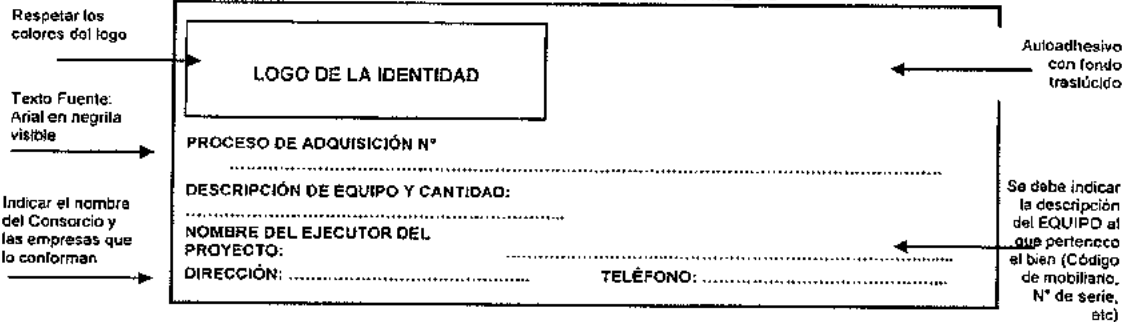 Respetar los
colores del logo
LOGO DE LA IDENTIDAD
Autoadhesivo
con fondo
traslúcido
Texto Fuente:
Arial en negrita
visible
PROCESO DE ADQUISICIÓN N°
DESCRIPCIÓN DE EQUIPO Y CANTIDAD:
Indicar el nombre
del Consorcio y
las empresas que
lo conforman
NOMBRE DEL EJECUTOR DEL
PROYECTO:
DIRECCIÓN: TELÉFONO:
Se debe indicar
la descripción
del EQUIPO al
que pertenece
el bien (Código
de mobiliario,
N° de serie,
etc)